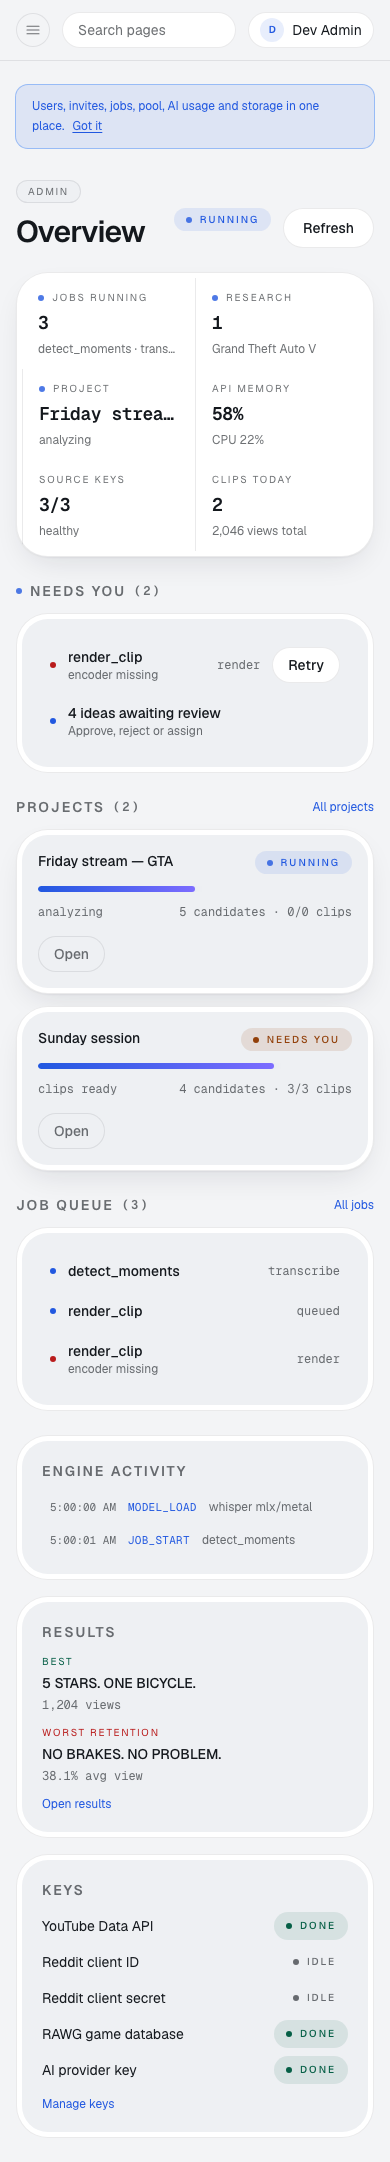 Search pages
D
Dev Admin
Users, invites, jobs, pool, AI usage and storage in one
place. Got it
ADMIN
Overview
RUNNING
Refresh
JOBS RUNNING
3
detect_moments · trans…
RESEARCH
1
Grand Theft Auto V
PROJECT
Friday strea…
analyzing
API MEMORY
58%
CPU 22%
SOURCE KEYS
3/3
healthy
CLIPS TODAY
2
2,046 views total
NEEDS YOU (2)
render_clip
encoder missing
render
Retry
4 ideas awaiting review
Approve, reject or assign
PROJECTS (2)
All projects
Friday stream — GTA
RUNNING
analyzing
5 candidates · 0/0 clips
Open
Sunday session
NEEDS YOU
clips ready
4 candidates · 3/3 clips
Open
JOB QUEUE (3)
All jobs
detect_moments
transcribe
render_clip
queued
render_clip
encoder missing
render
ENGINE ACTIVITY
5:00:00 AM MODEL_LOAD whisper mlx/metal
5:00:01 AM JOB_START detect_moments
RESULTS
BEST
5 STARS. ONE BICYCLE.
1,204 views
WORST RETENTION
NO BRAKES. NO PROBLEM.
38.1% avg view
Open results
KEYS
YouTube Data API
DONE
Reddit client ID
IDLE
Reddit client secret
IDLE
RAWG game database
DONE
AI provider key
DONE
Manage keys